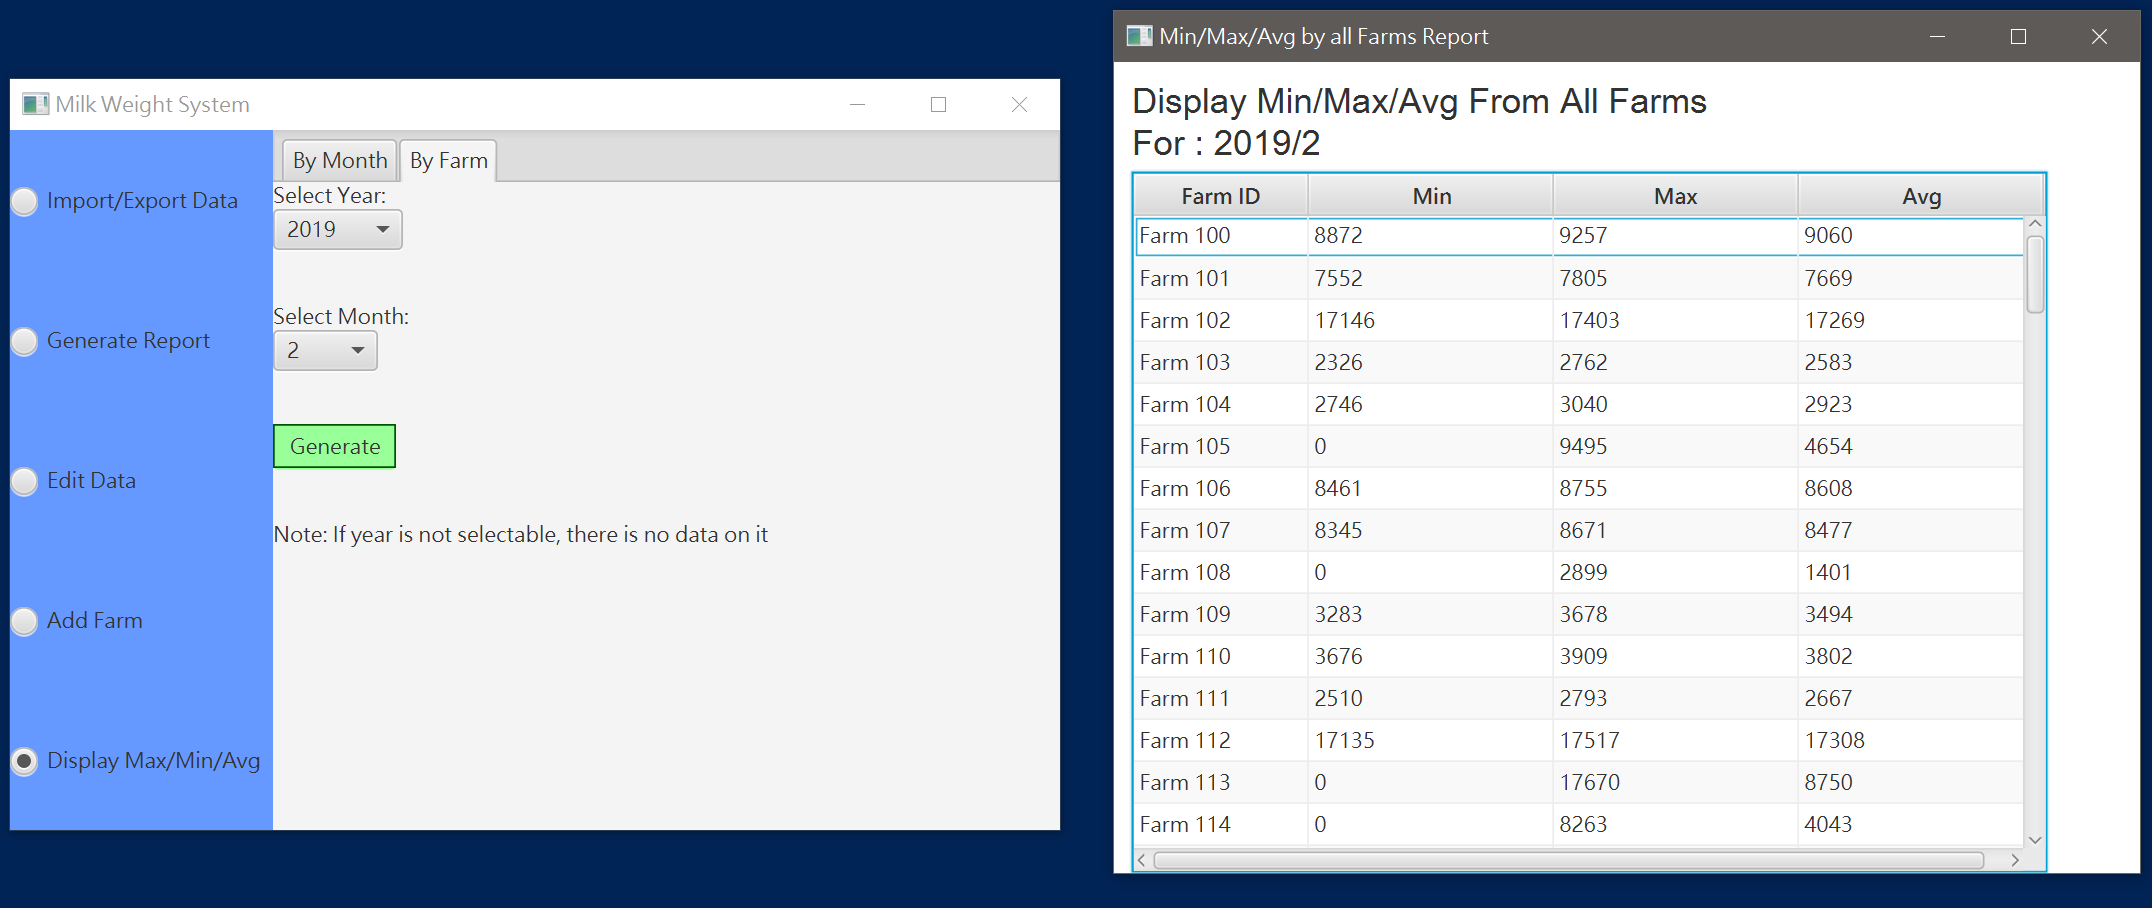 Milk Weight System
By Month By Farm
Import/Export Data
Generate Report
Edit Data
Add Farm
Display Max/Min/Avg
Select Year:
2019
Select Month:
2
Generate
Note: If year is not selectable, there is no data on it
Min/Max/Avg by all Farms Report
Display Min/Max/Avg From All Farms
For : 2019/2
Farm ID Min Max Avg
Farm 100 8872 9257 9060
Farm 101 7552 7805 7669
Farm 102 17146 17403 17269
Farm 103 2326 2762 2583
Farm 104 2746 3040 2923
Farm 105 0 9495 4654
Farm 106 8461 8755 8608
Farm 107 8345 8671 8477
Farm 108 0 2899 1401
Farm 109 3283 3678 3494
Farm 110 3676 3909 3802
Farm 111 2510 2793 2667
Farm 112 17135 17517 17308
Farm 113 0 17670 8750
Farm 114 0 8263 4043